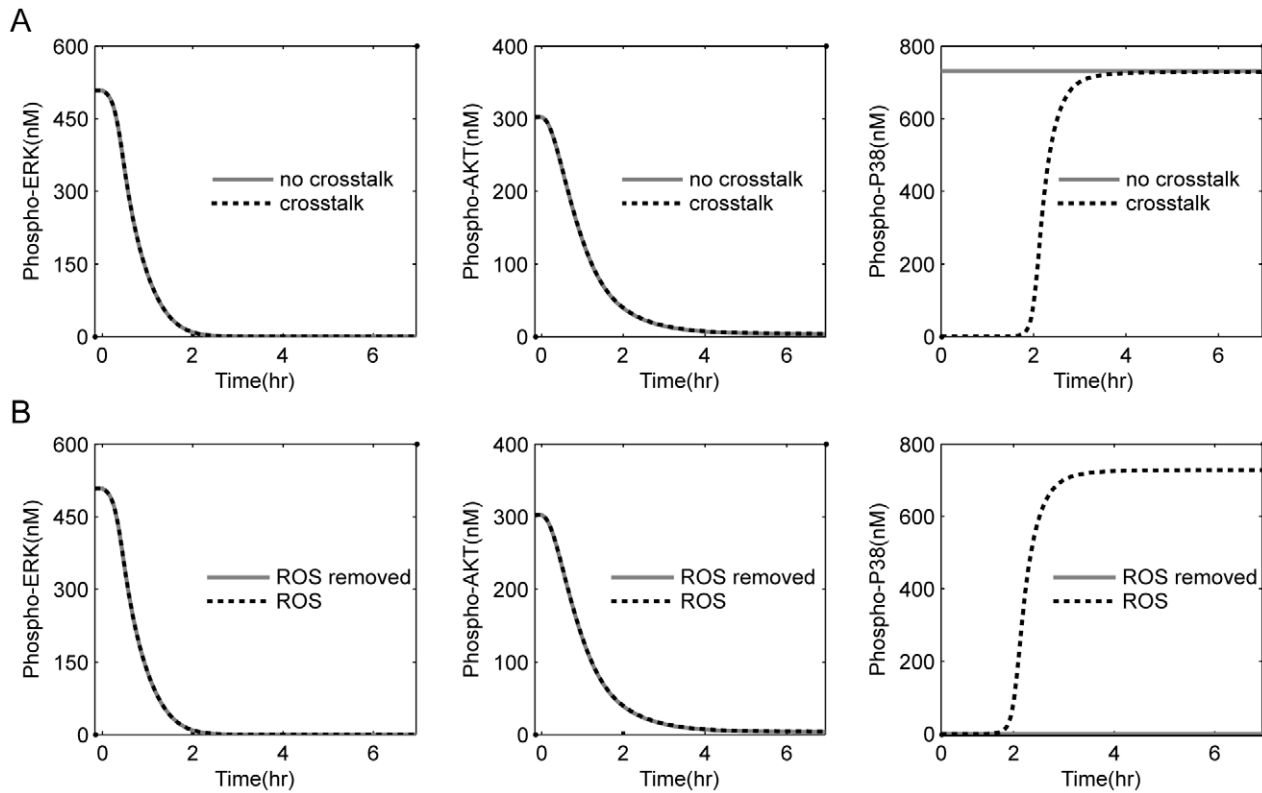 A
Phospho-ERK(nM)
600
450
300
150
0
0 2 4 6
Time(hr)
no crosstalk
crosstalk
Phospho-AKT(nM)
400
300
200
100
0
0 2 4 6
Time(hr)
no crosstalk
crosstalk
Phospho-P38(nM)
800
600
400
200
0
0 2 4 6
Time(hr)
no crosstalk
crosstalk
B
Phospho-ERK(nM)
600
450
300
150
0
0 2 4 6
Time(hr)
ROS removed
ROS
Phospho-AKT(nM)
400
300
200
100
0
0 2 4 6
Time(hr)
ROS removed
ROS
Phospho-P38(nM)
800
600
400
200
0
0 2 4 6
Time(hr)
ROS removed
ROS